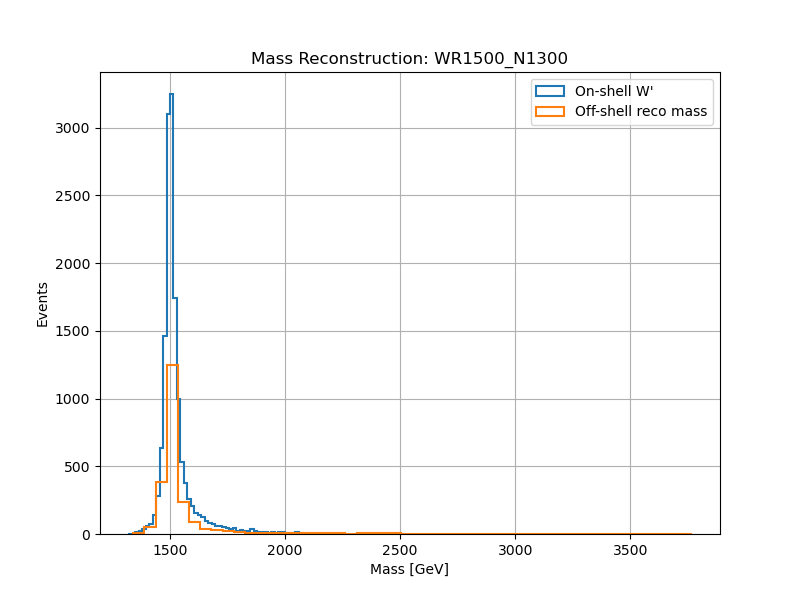 Mass Reconstruction: WR1500_N1300
On-shell W'
Off-shell reco mass
3000
2500
2000
1500
1000
500
0
Events
1500
2000
2500
3000
3500
Mass [GeV]